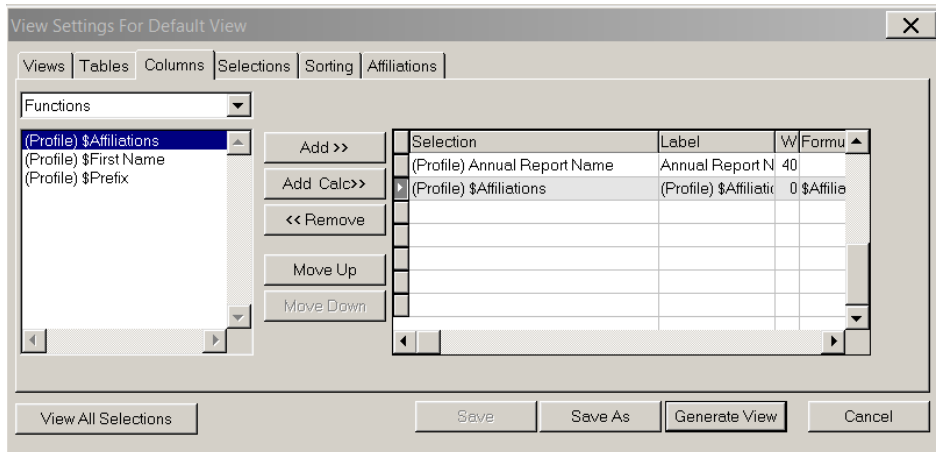 View Settings For Default View
Views Tables Columns Selections Sorting Affiliations
Functions
(Profile) $Affiliations
(Profile) $First Name
(Profile) $Prefix
Add >>
Add Calc>>
<< Remove
Move Up
Move Down
Selection Label W Formu
(Profile) Annual Report Name Annual Report N 40
(Profile) $Affiliations (Profile) $Affiliatio 0 $Affilia
View All Selections Save Save As Generate View Cancel